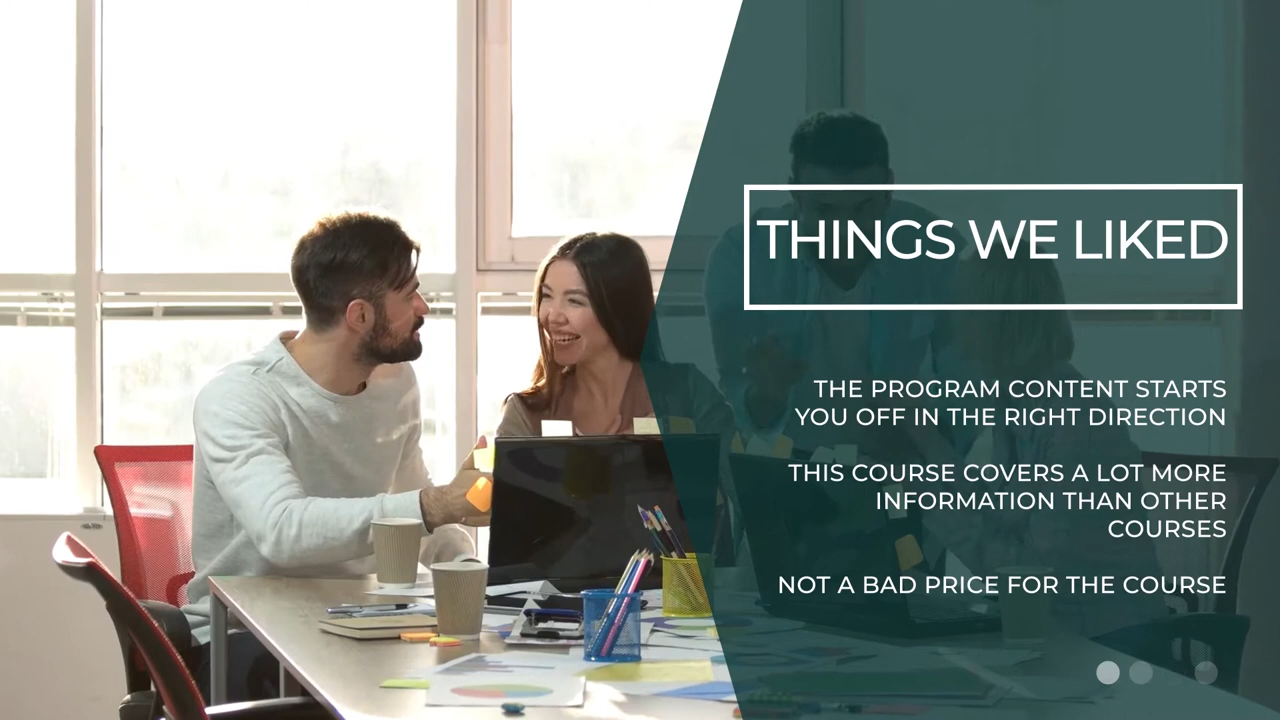 THINGS WE LIKED
THE PROGRAM CONTENT STARTS
YOU OFF IN THE RIGHT DIRECTION
THIS COURSE COVERS A LOT MORE
INFORMATION THAN OTHER
COURSES
NOT A BAD PRICE FOR THE COURSE